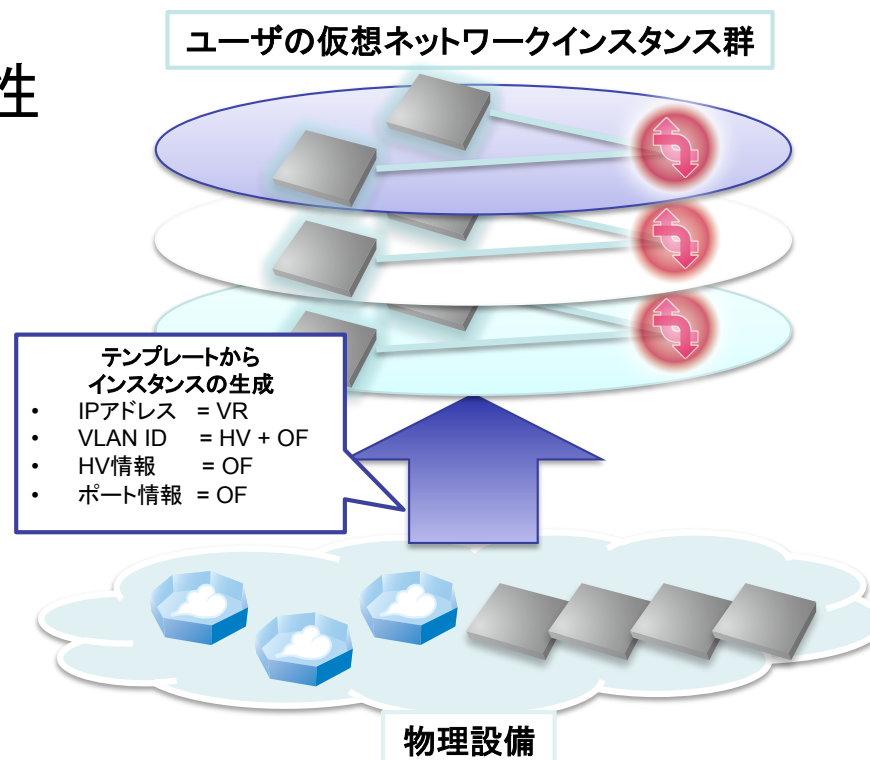 ユーザの仮想ネットワークインスタンス群
性
テンプレートから
インスタンスの生成
• IPアドレス = VR
• VLAN ID = HV + OF
• HV情報 = OF
• ポート情報 = OF
物理設備